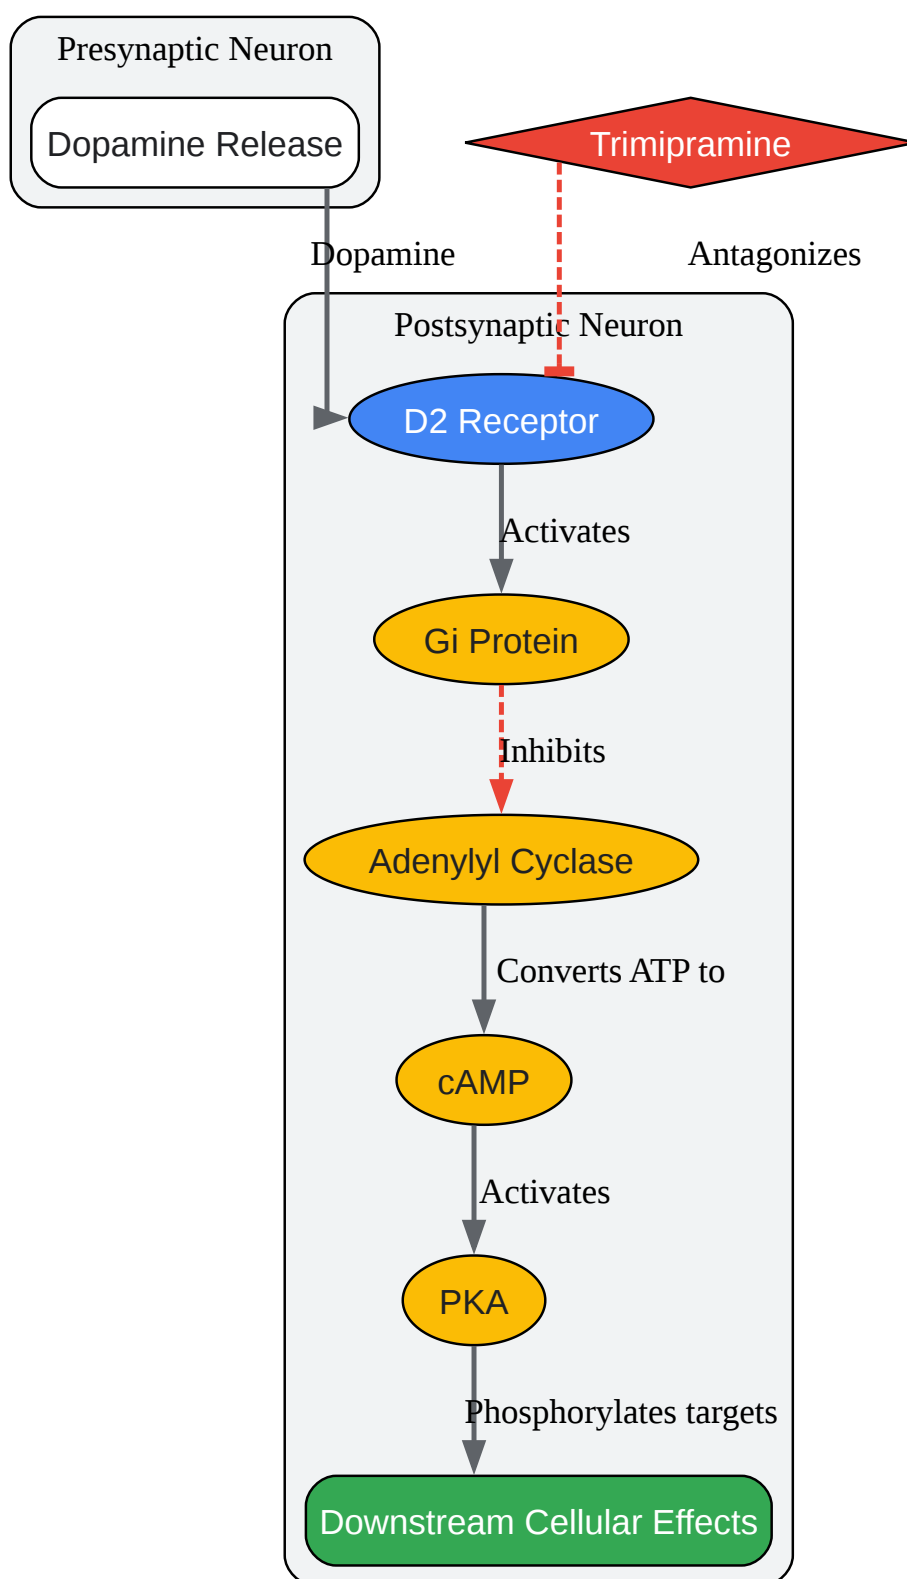 Presynaptic Neuron
Dopamine Release
Trimipramine
Dopamine
Antagonizes
Postsynaptic Neuron
D2 Receptor
Activates
Gi Protein
Inhibits
Adenylyl Cyclase
Converts ATP to
cAMP
Activates
PKA
Phosphorylates targets
Downstream Cellular Effects